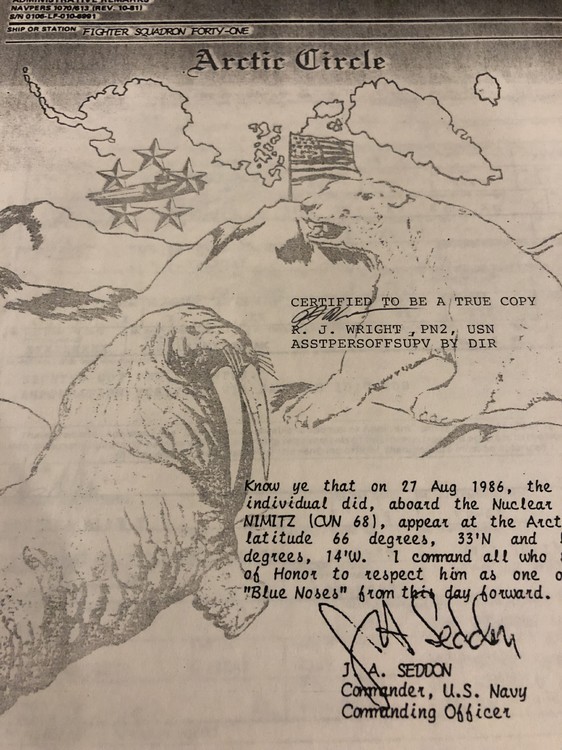 ADMINISTRATIVE REMARKS
NAVPERS 1070/613 (REV. 10-81)
S/N 0106-LF-010-6991
SHIP OR STATION FIGHTER SQUADRON FORTY-ONE
Arctic Circle
CERTIFIED TO BE A TRUE COPY
R. J. WRIGHT, PN2, USN
ASSTPERSOFFSUPV BY DIR
Know ye that on 27 Aug 1986, the
individual did, aboard the Nuclear
NIMITZ (CUN 68), appear at the Arct
latitude 66 degrees, 33'N and
degrees, 14'W. I command all who
of Honor to respect him as one o
"Blue Noses" from this day forward.
J A Seddon
J. A. SEDDON
Commander, U.S. Navy
Commanding Officer